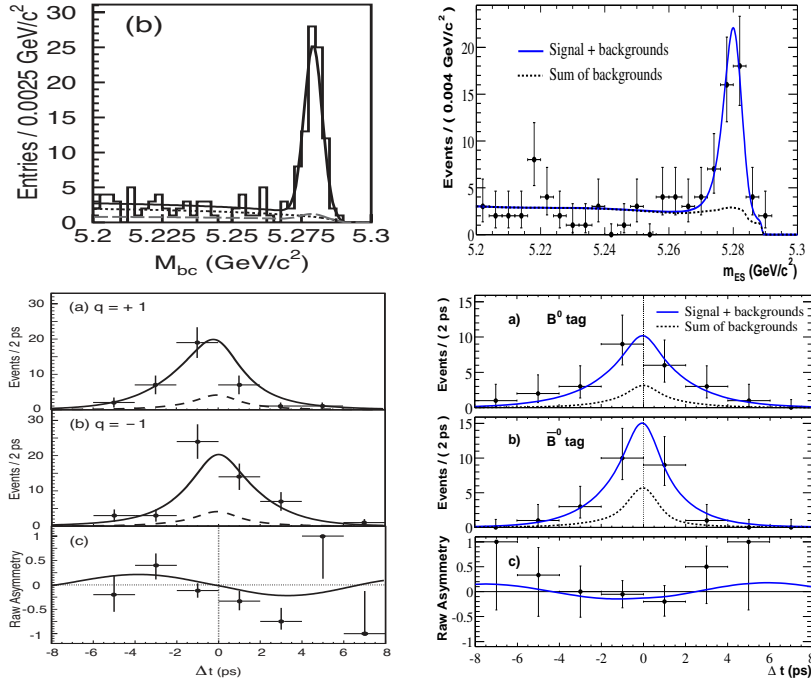 (b)
Entries / 0.0025 GeV/c²
30
25
20
15
10
5
0
5.2
5.225
5.25
5.275
5.3
M_bc (GeV/c²)
Events / ( 0.004 GeV/c² )
20
15
10
5
0
Signal + backgrounds
Sum of backgrounds
5.2
5.22
5.24
5.26
5.28
5.3
m_ES (GeV/c²)
(a) q = + 1
Events / 2 ps
30
20
10
0
(b) q = − 1
Events / 2 ps
30
20
10
0
(c)
Raw Asymmetry
1
0.5
0
-0.5
-1
-8 -6 -4 -2 0 2 4 6 8
Δt (ps)
a) B⁰ tag
Signal + backgrounds
Sum of backgrounds
Events / ( 2 ps )
15
10
5
0
b) B̅⁰ tag
Events / ( 2 ps )
15
10
5
0
c)
Raw Asymmetry
1
0.5
0
-0.5
-1
-8 -6 -4 -2 0 2 4 6 8
Δ t (ps)